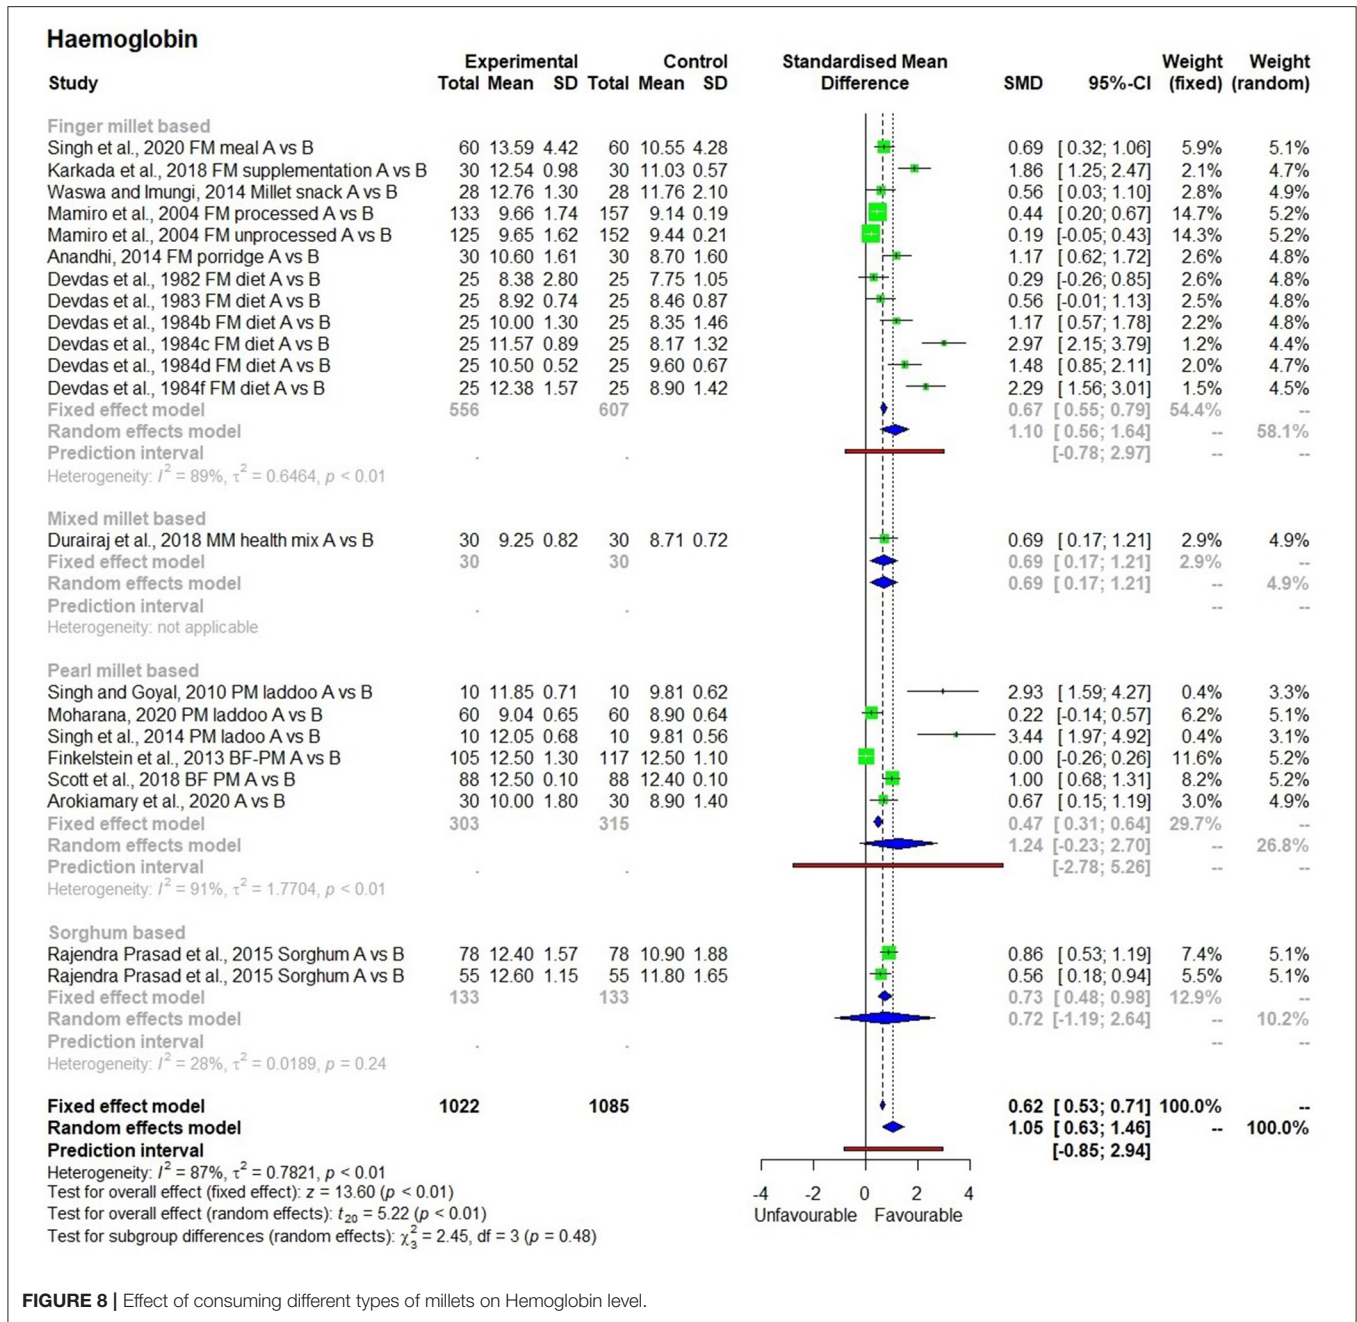 Haemoglobin
Experimental Control Standardised Mean Weight Weight
Study Total Mean SD Total Mean SD Difference SMD 95%-CI (fixed) (random)
Finger millet based
Singh et al., 2020 FM meal A vs B 60 13.59 4.42 60 10.55 4.28 0.69 [ 0.32; 1.06] 5.9% 5.1%
Karkada et al., 2018 FM supplementation A vs B 30 12.54 0.98 30 11.03 0.57 1.86 [ 1.25; 2.47] 2.1% 4.7%
Waswa and Imungi, 2014 Millet snack A vs B 28 12.76 1.30 28 11.76 2.10 0.56 [ 0.03; 1.10] 2.8% 4.9%
Mamiro et al., 2004 FM processed A vs B 133 9.66 1.74 157 9.14 0.19 0.44 [ 0.20; 0.67] 14.7% 5.2%
Mamiro et al., 2004 FM unprocessed A vs B 125 9.65 1.62 152 9.44 0.21 0.19 [-0.05; 0.43] 14.3% 5.2%
Anandhi, 2014 FM porridge A vs B 30 10.60 1.61 30 8.70 1.60 1.17 [ 0.62; 1.72] 2.6% 4.8%
Devdas et al., 1982 FM diet A vs B 25 8.38 2.80 25 7.75 1.05 0.29 [-0.26; 0.85] 2.6% 4.8%
Devdas et al., 1983 FM diet A vs B 25 8.92 0.74 25 8.46 0.87 0.56 [-0.01; 1.13] 2.5% 4.8%
Devdas et al., 1984b FM diet A vs B 25 10.00 1.30 25 8.35 1.46 1.17 [ 0.57; 1.78] 2.2% 4.8%
Devdas et al., 1984c FM diet A vs B 25 11.57 0.89 25 8.17 1.32 2.97 [ 2.15; 3.79] 1.2% 4.4%
Devdas et al., 1984d FM diet A vs B 25 10.50 0.52 25 9.60 0.67 1.48 [ 0.85; 2.11] 2.0% 4.7%
Devdas et al., 1984f FM diet A vs B 25 12.38 1.57 25 8.90 1.42 2.29 [ 1.56; 3.01] 1.5% 4.5%
Fixed effect model 556 607 0.67 [ 0.55; 0.79] 54.4% --
Random effects model 1.10 [ 0.56; 1.64] -- 58.1%
Prediction interval . . [-0.78; 2.97] -- --
Heterogeneity: I² = 89%, τ² = 0.6464, p < 0.01
Mixed millet based
Durairaj et al., 2018 MM health mix A vs B 30 9.25 0.82 30 8.71 0.72 0.69 [ 0.17; 1.21] 2.9% 4.9%
Fixed effect model 30 30 0.69 [ 0.17; 1.21] 2.9% --
Random effects model 0.69 [ 0.17; 1.21] -- 4.9%
Prediction interval . . -- --
Heterogeneity: not applicable
Pearl millet based
Singh and Goyal, 2010 PM laddoo A vs B 10 11.85 0.71 10 9.81 0.62 2.93 [ 1.59; 4.27] 0.4% 3.3%
Moharana, 2020 PM laddoo A vs B 60 9.04 0.65 60 8.90 0.64 0.22 [-0.14; 0.57] 6.2% 5.1%
Singh et al., 2014 PM ladoo A vs B 10 12.05 0.68 10 9.81 0.56 3.44 [ 1.97; 4.92] 0.4% 3.1%
Finkelstein et al., 2013 BF-PM A vs B 105 12.50 1.30 117 12.50 1.10 0.00 [-0.26; 0.26] 11.6% 5.2%
Scott et al., 2018 BF PM A vs B 88 12.50 0.10 88 12.40 0.10 1.00 [ 0.68; 1.31] 8.2% 5.2%
Arokiamary et al., 2020 A vs B 30 10.00 1.80 30 8.90 1.40 0.67 [ 0.15; 1.19] 3.0% 4.9%
Fixed effect model 303 315 0.47 [ 0.31; 0.64] 29.7% --
Random effects model 1.24 [-0.23; 2.70] -- 26.8%
Prediction interval . . [-2.78; 5.26] -- --
Heterogeneity: I² = 91%, τ² = 1.7704, p < 0.01
Sorghum based
Rajendra Prasad et al., 2015 Sorghum A vs B 78 12.40 1.57 78 10.90 1.88 0.86 [ 0.53; 1.19] 7.4% 5.1%
Rajendra Prasad et al., 2015 Sorghum A vs B 55 12.60 1.15 55 11.80 1.65 0.56 [ 0.18; 0.94] 5.5% 5.1%
Fixed effect model 133 133 0.73 [ 0.48; 0.98] 12.9% --
Random effects model 0.72 [-1.19; 2.64] -- 10.2%
Prediction interval . . -- --
Heterogeneity: I² = 28%, τ² = 0.0189, p = 0.24
Fixed effect model 1022 1085 0.62 [ 0.53; 0.71] 100.0% --
Random effects model 1.05 [ 0.63; 1.46] -- 100.0%
Prediction interval [-0.85; 2.94]
Heterogeneity: I² = 87%, τ² = 0.7821, p < 0.01
Test for overall effect (fixed effect): z = 13.60 (p < 0.01)
-4 -2 0 2 4
Test for overall effect (random effects): t₂₀ = 5.22 (p < 0.01)
Unfavourable Favourable
Test for subgroup differences (random effects): χ²₃ = 2.45, df = 3 (p = 0.48)
FIGURE 8 | Effect of consuming different types of millets on Hemoglobin level.